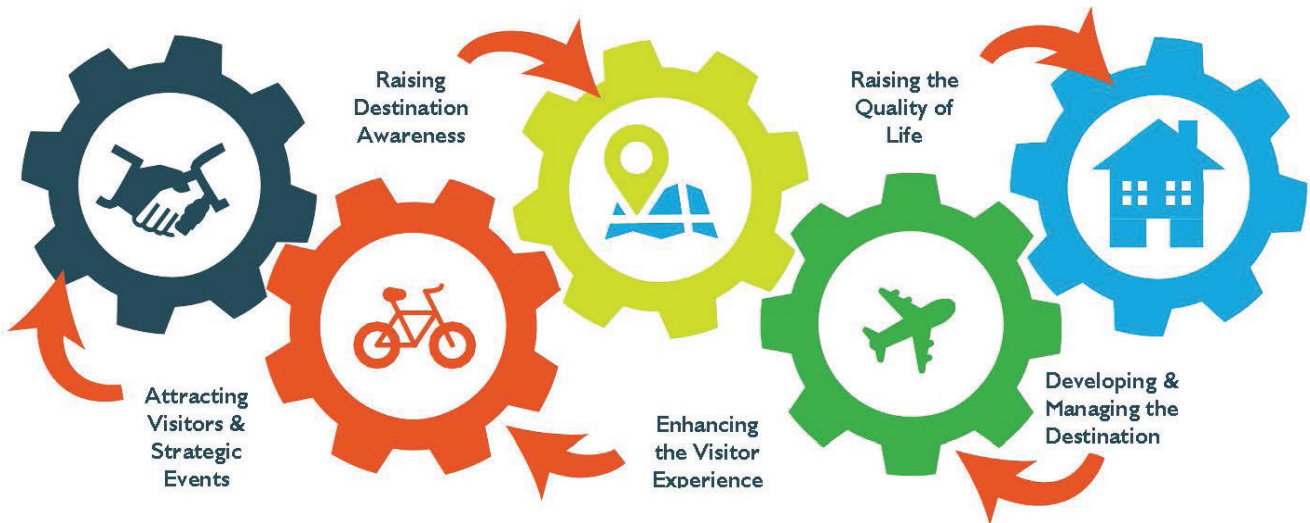 Raising
Destination
Awareness
Raising the
Quality of
Life
Attracting
Visitors &
Strategic
Events
Enhancing
the Visitor
Experience
Developing &
Managing the
Destination